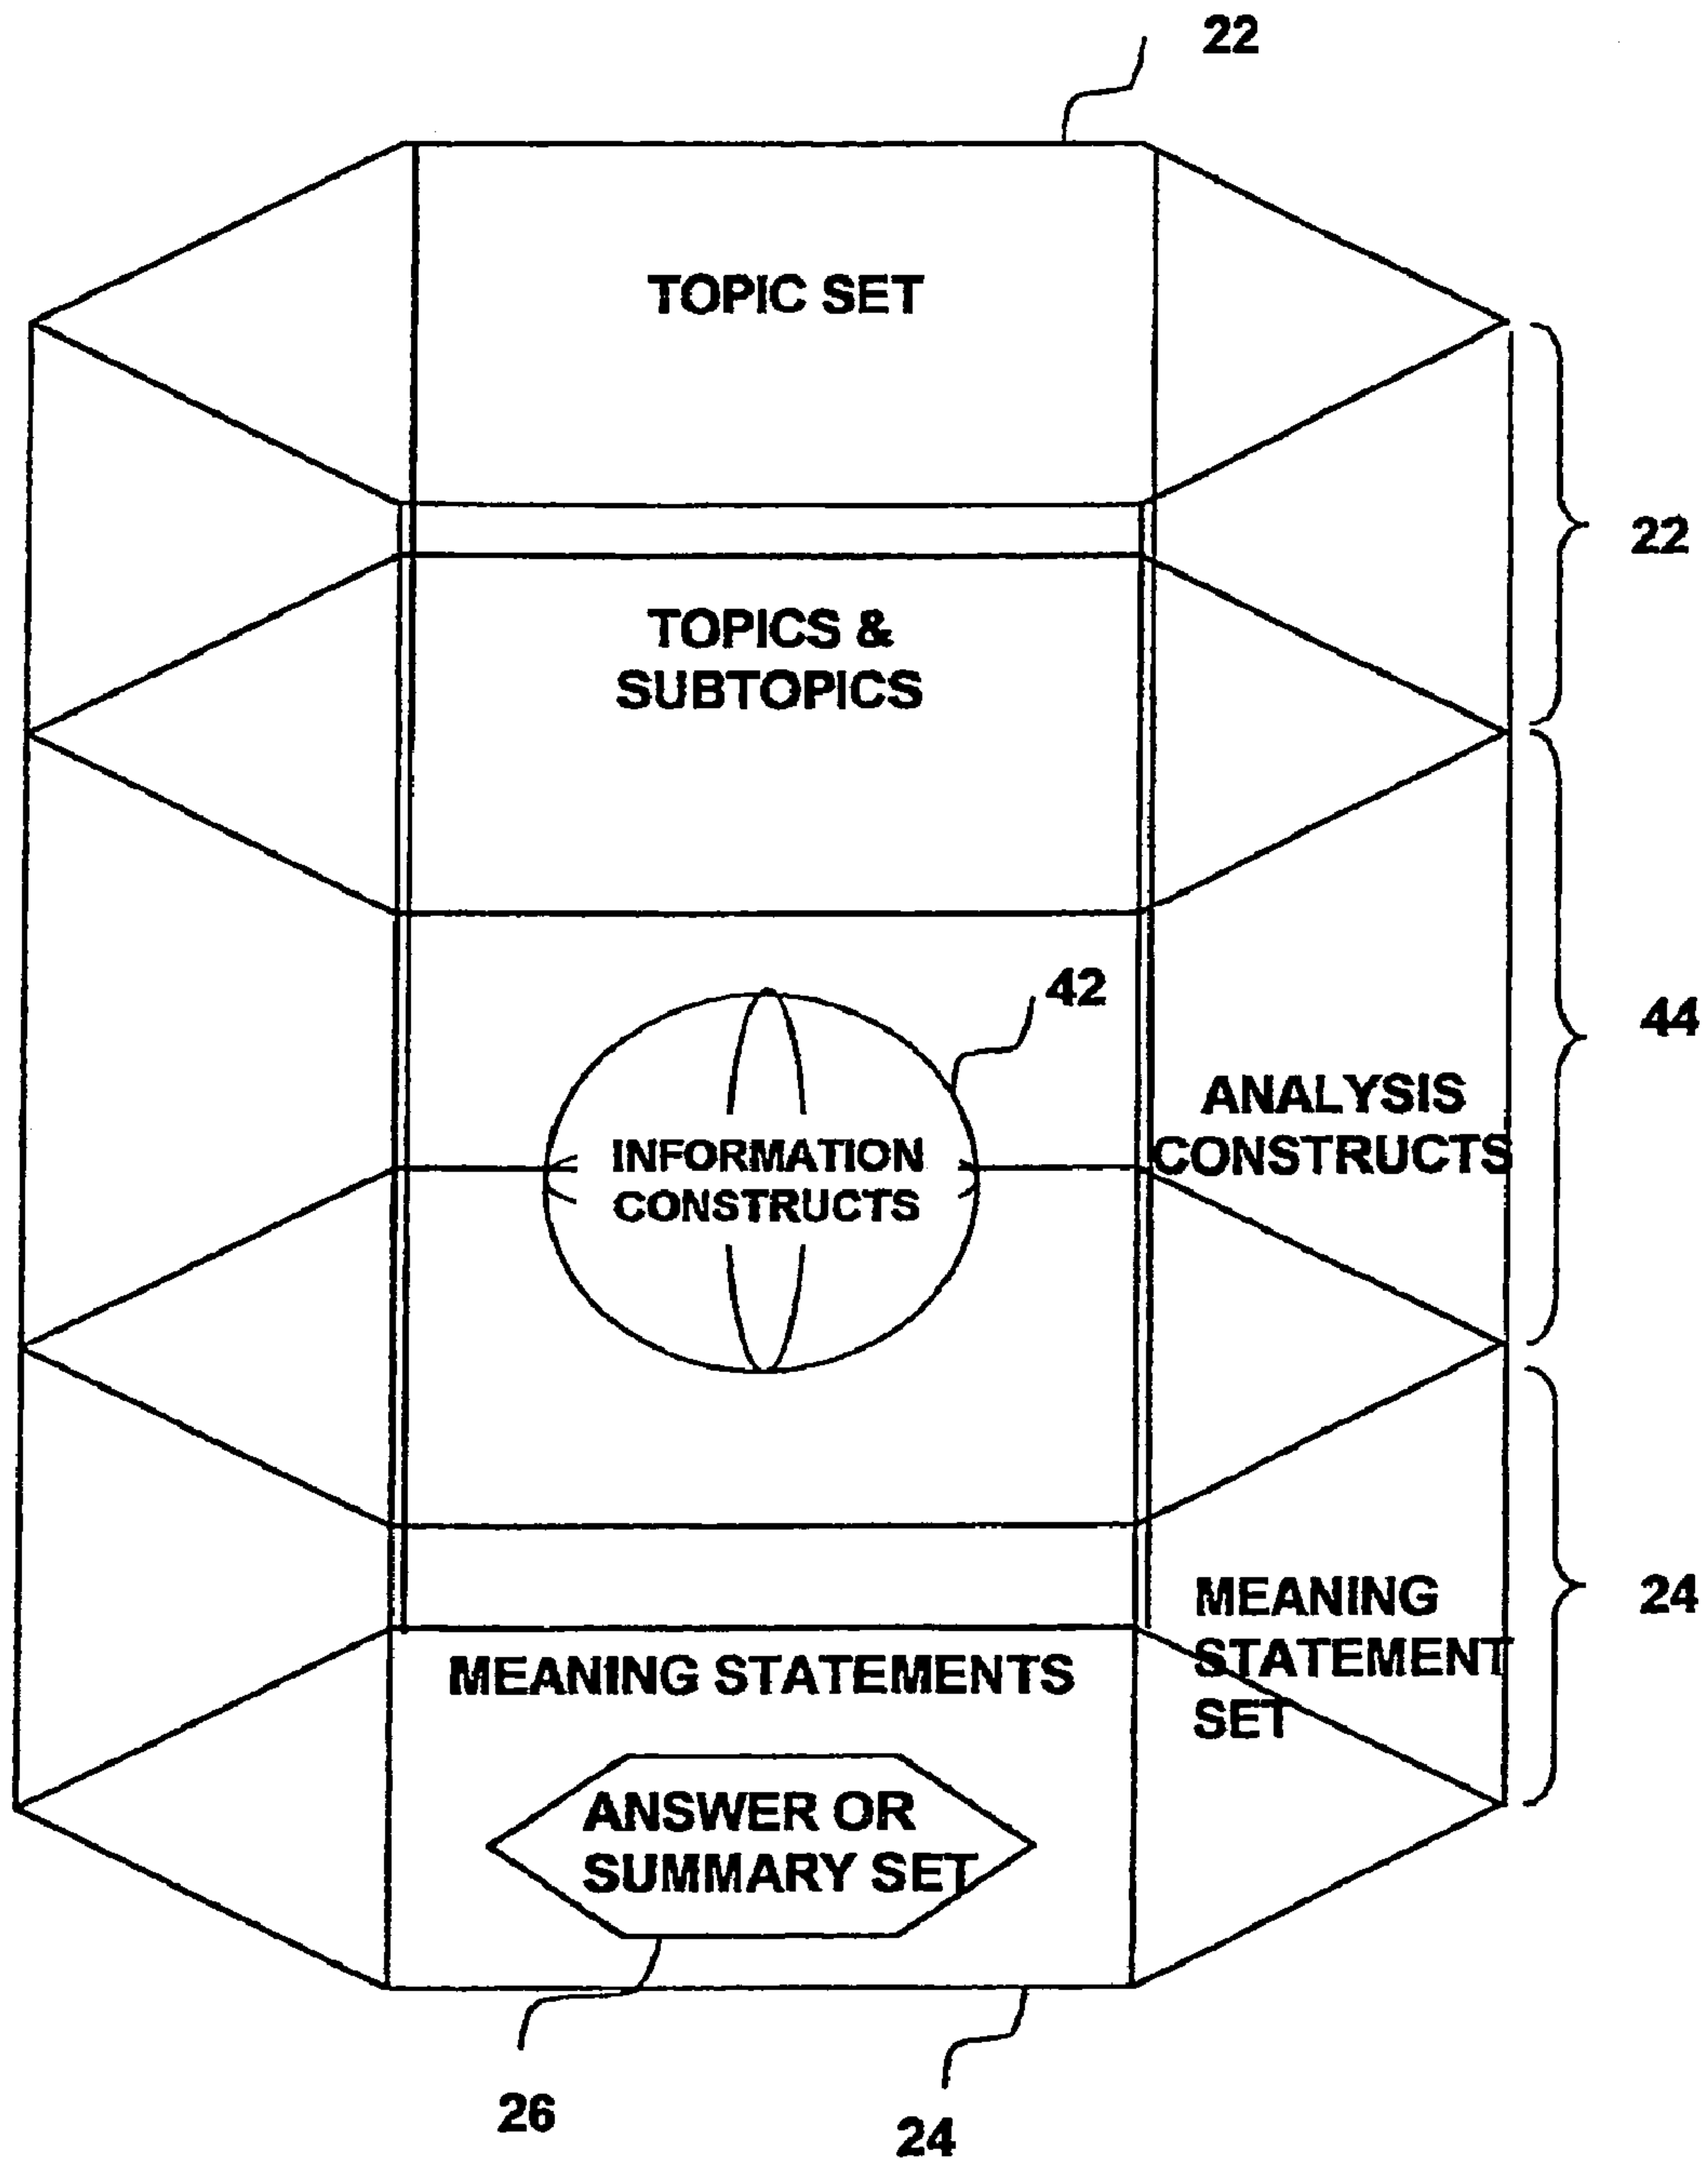 22
TOPIC SET
22
TOPICS &
SUBTOPICS
42
44
ANALYSIS
CONSTRUCTS
INFORMATION
CONSTRUCTS
24
MEANING
STATEMENT
SET
MEANING STATEMENTS
ANSWER OR
SUMMARY SET
26
24